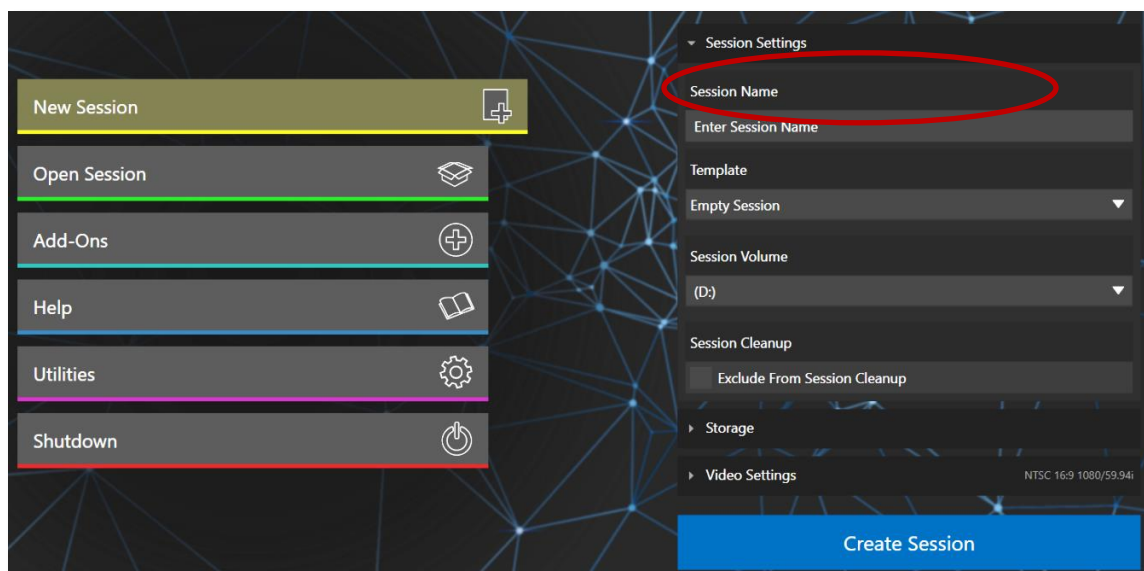 New Session
Open Session
Add-Ons
Help
Utilities
Shutdown
Session Settings
Session Name
Enter Session Name
Template
Empty Session
Session Volume
(D:)
Session Cleanup
Exclude From Session Cleanup
Storage
Video Settings NTSC 16:9 1080/59.94i
Create Session